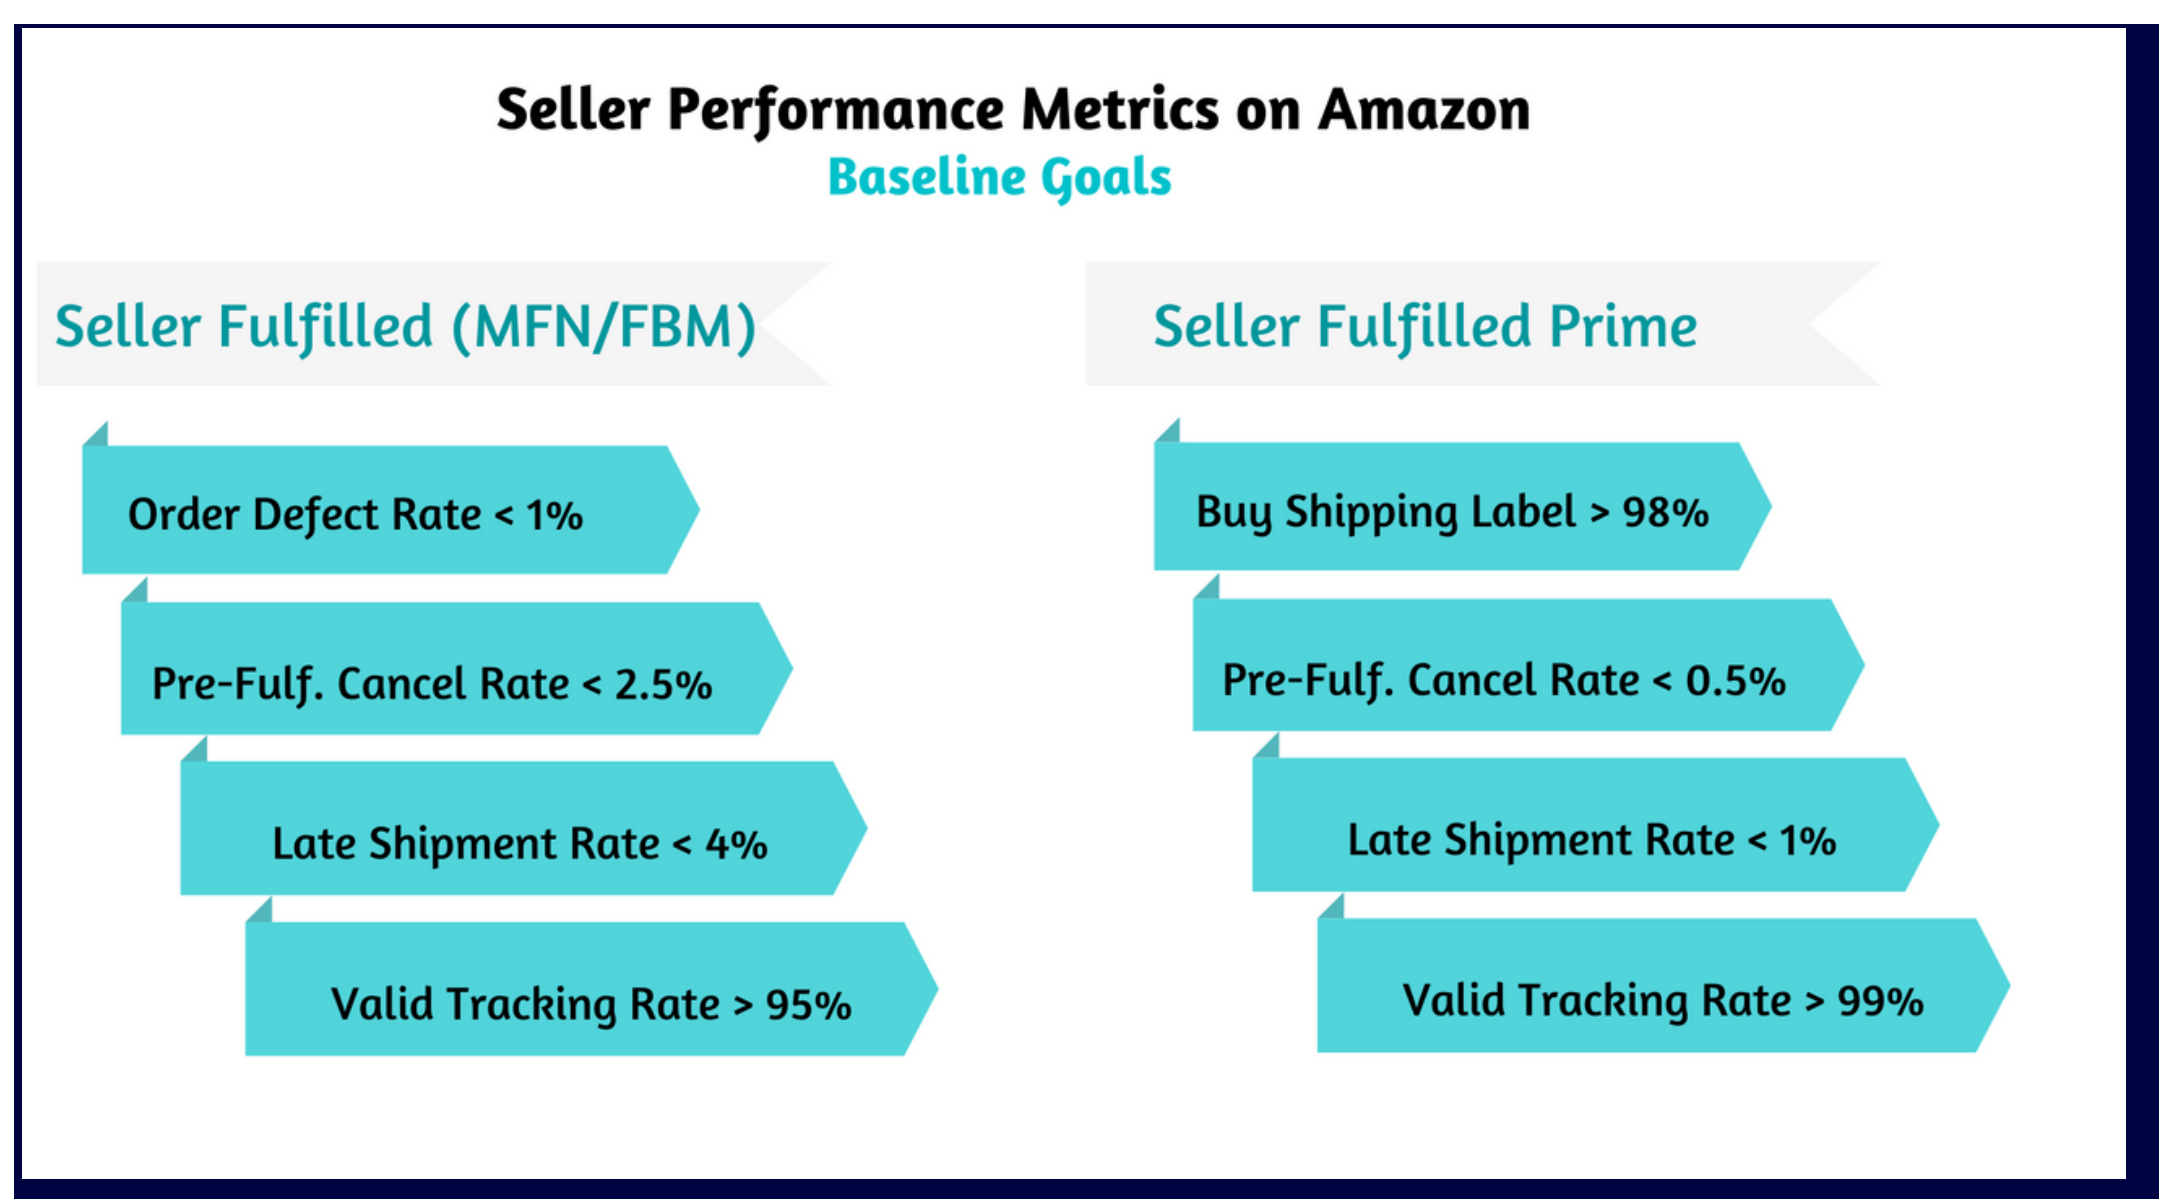 Seller Performance Metrics on Amazon
Baseline Goals
Seller Fulfilled (MFN/FBM)
Order Defect Rate < 1%
Pre-Fulf. Cancel Rate < 2.5%
Late Shipment Rate < 4%
Valid Tracking Rate > 95%
Seller Fulfilled Prime
Buy Shipping Label > 98%
Pre-Fulf. Cancel Rate < 0.5%
Late Shipment Rate < 1%
Valid Tracking Rate > 99%